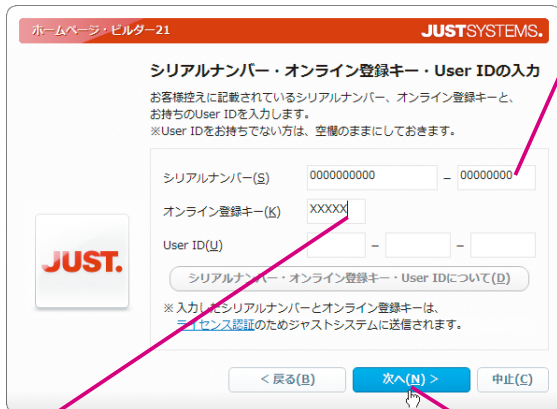 ホームページ・ビルダー21
JUSTSYSTEMS.
シリアルナンバー・オンライン登録キー・User IDの入力
お客様控えに記載されているシリアルナンバー、オンライン登録キーと、
お持ちのUser IDを入力します。
※User IDをお持ちでない方は、空欄のままにしておきます。
シリアルナンバー(S) 0000000000 – 00000000
オンライン登録キー(K) XXXXX
User ID(U) – –
JUST.
シリアルナンバー・オンライン登録キー・User IDについて(D)
※ 入力したシリアルナンバーとオンライン登録キーは、
ライセンス認証のためジャストシステムに送信されます。
< 戻る(B) 次へ(N) > 中止(C)